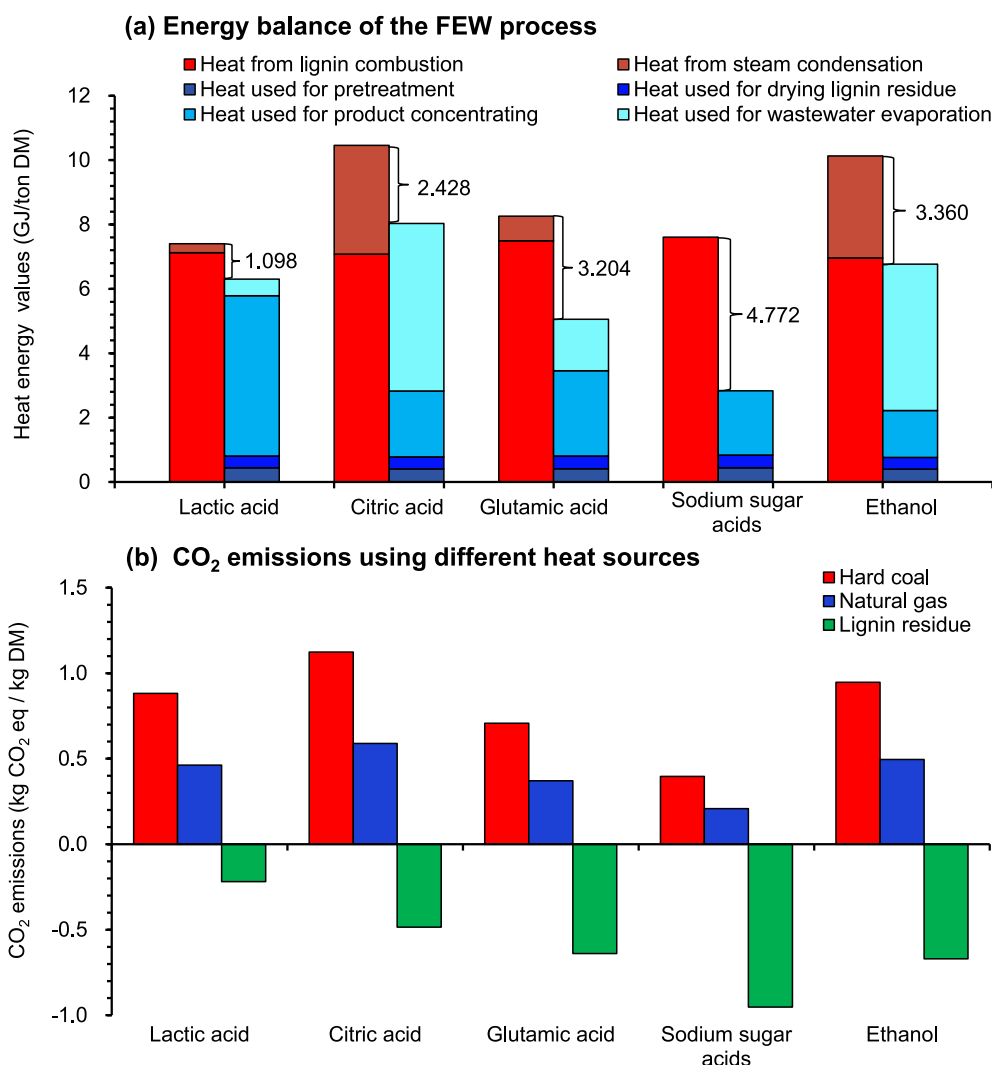 (a) Energy balance of the FEW process
Heat from lignin combustion
Heat from steam condensation
Heat used for pretreatment
Heat used for drying lignin residue
Heat used for product concentrating
Heat used for wastewater evaporation
Heat energy values (GJ/ton DM)
12
10
8
6
4
2
0
1.098
2.428
3.204
4.772
3.360
Lactic acid
Citric acid
Glutamic acid
Sodium sugar
acids
Ethanol
(b) CO₂ emissions using different heat sources
Hard coal
Natural gas
Lignin residue
CO₂ emissions (kg CO₂ eq / kg DM)
1.5
1.0
0.5
0.0
-0.5
-1.0
Lactic acid
Citric acid
Glutamic acid
Sodium sugar
acids
Ethanol